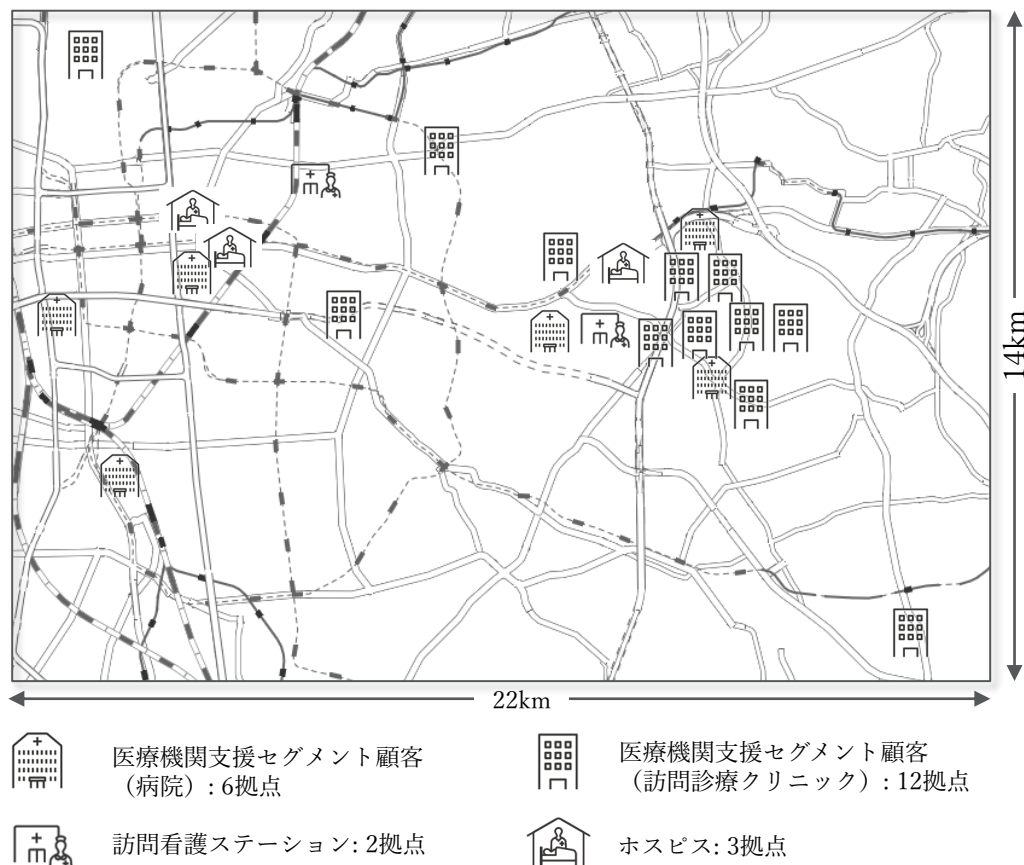 14km
22km
医療機関支援セグメント顧客
（病院）: 6拠点
医療機関支援セグメント顧客
（訪問診療クリニック）: 12拠点
訪問看護ステーション: 2拠点
ホスピス: 3拠点